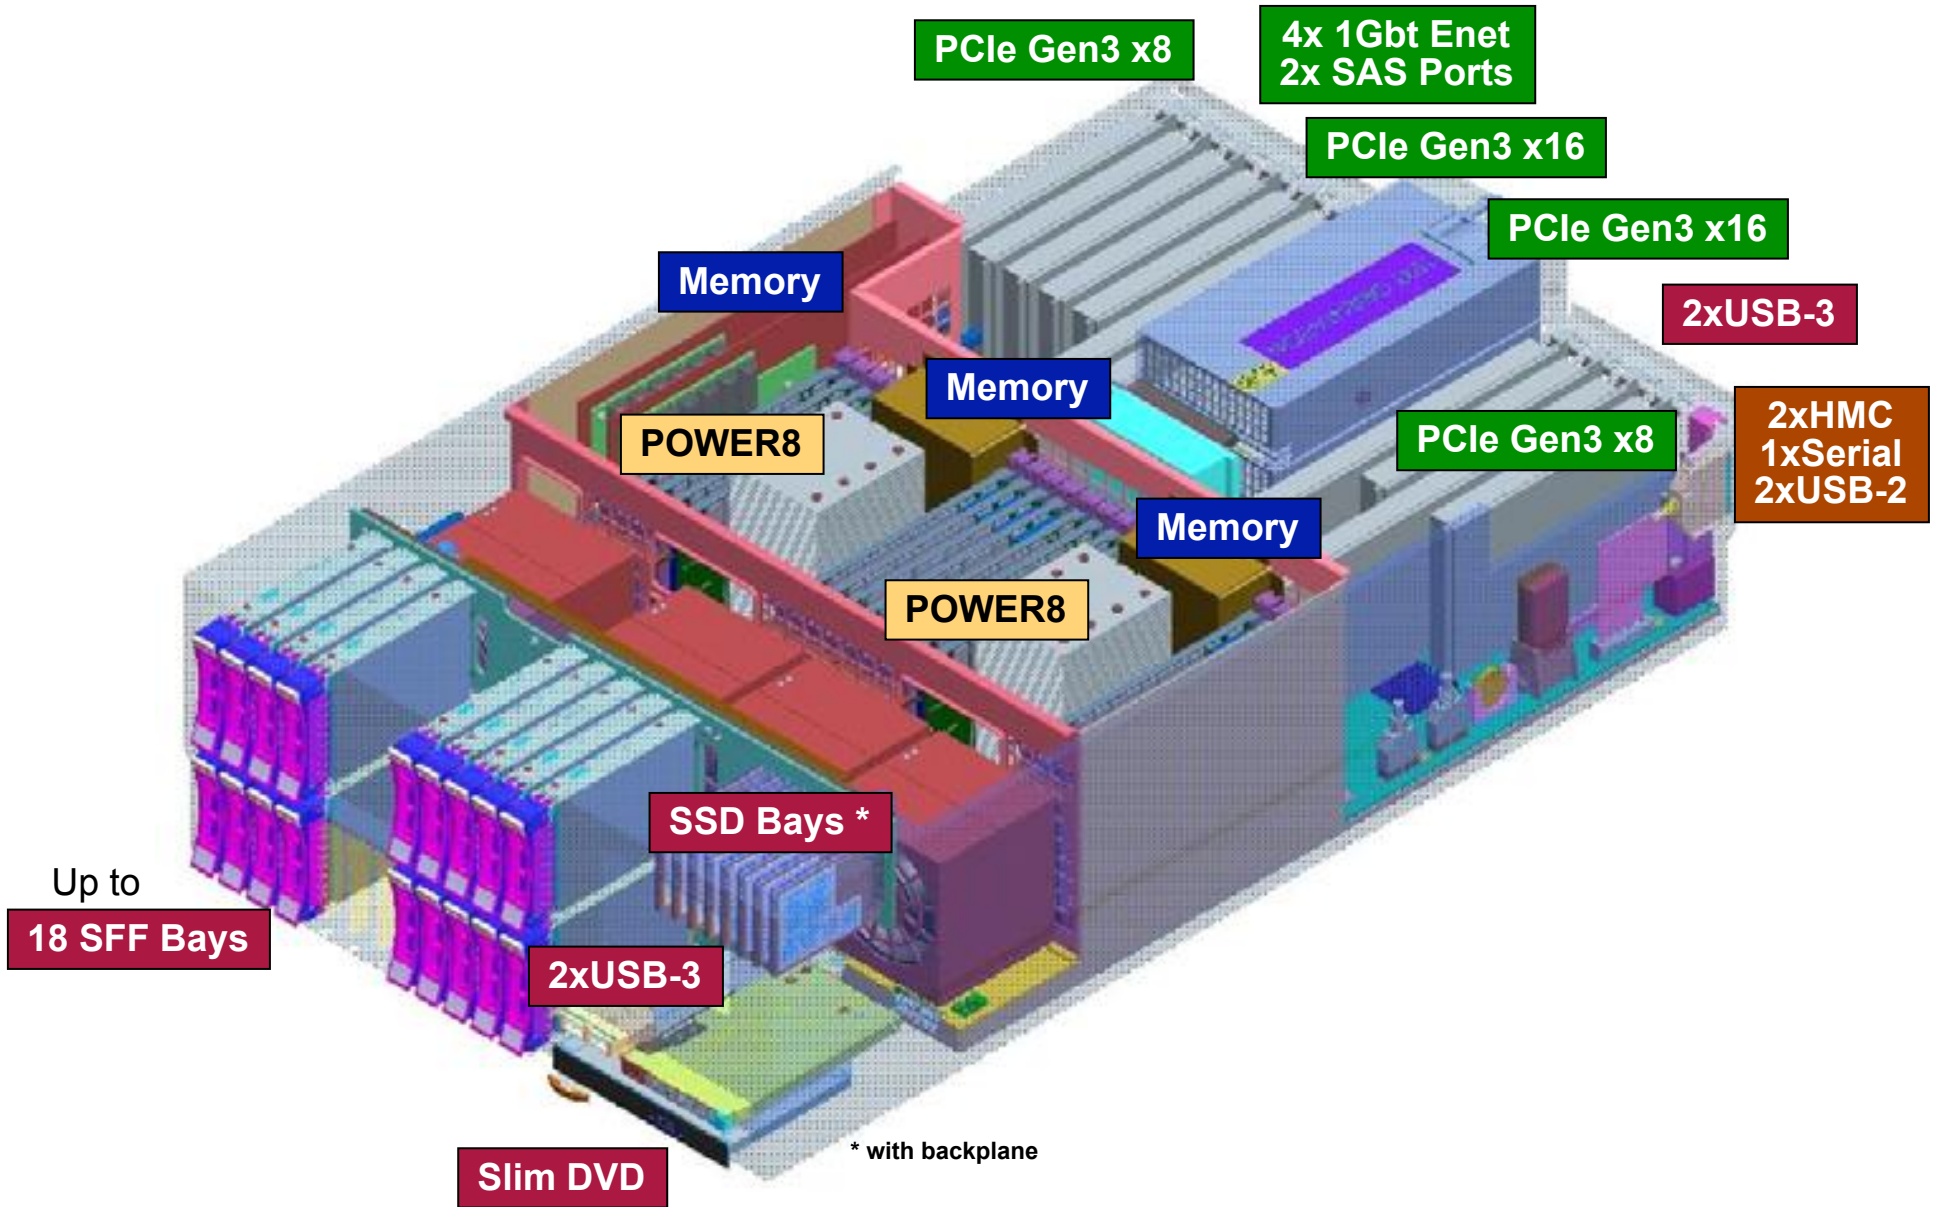 PCIe Gen3 x8
4x 1Gbt Enet
2x SAS Ports
PCIe Gen3 x16
PCIe Gen3 x16
Memory
2xUSB-3
Memory
2xHMC
1xSerial
2xUSB-2
POWER8
PCIe Gen3 x8
Memory
POWER8
SSD Bays *
Up to
18 SFF Bays
2xUSB-3
* with backplane
Slim DVD